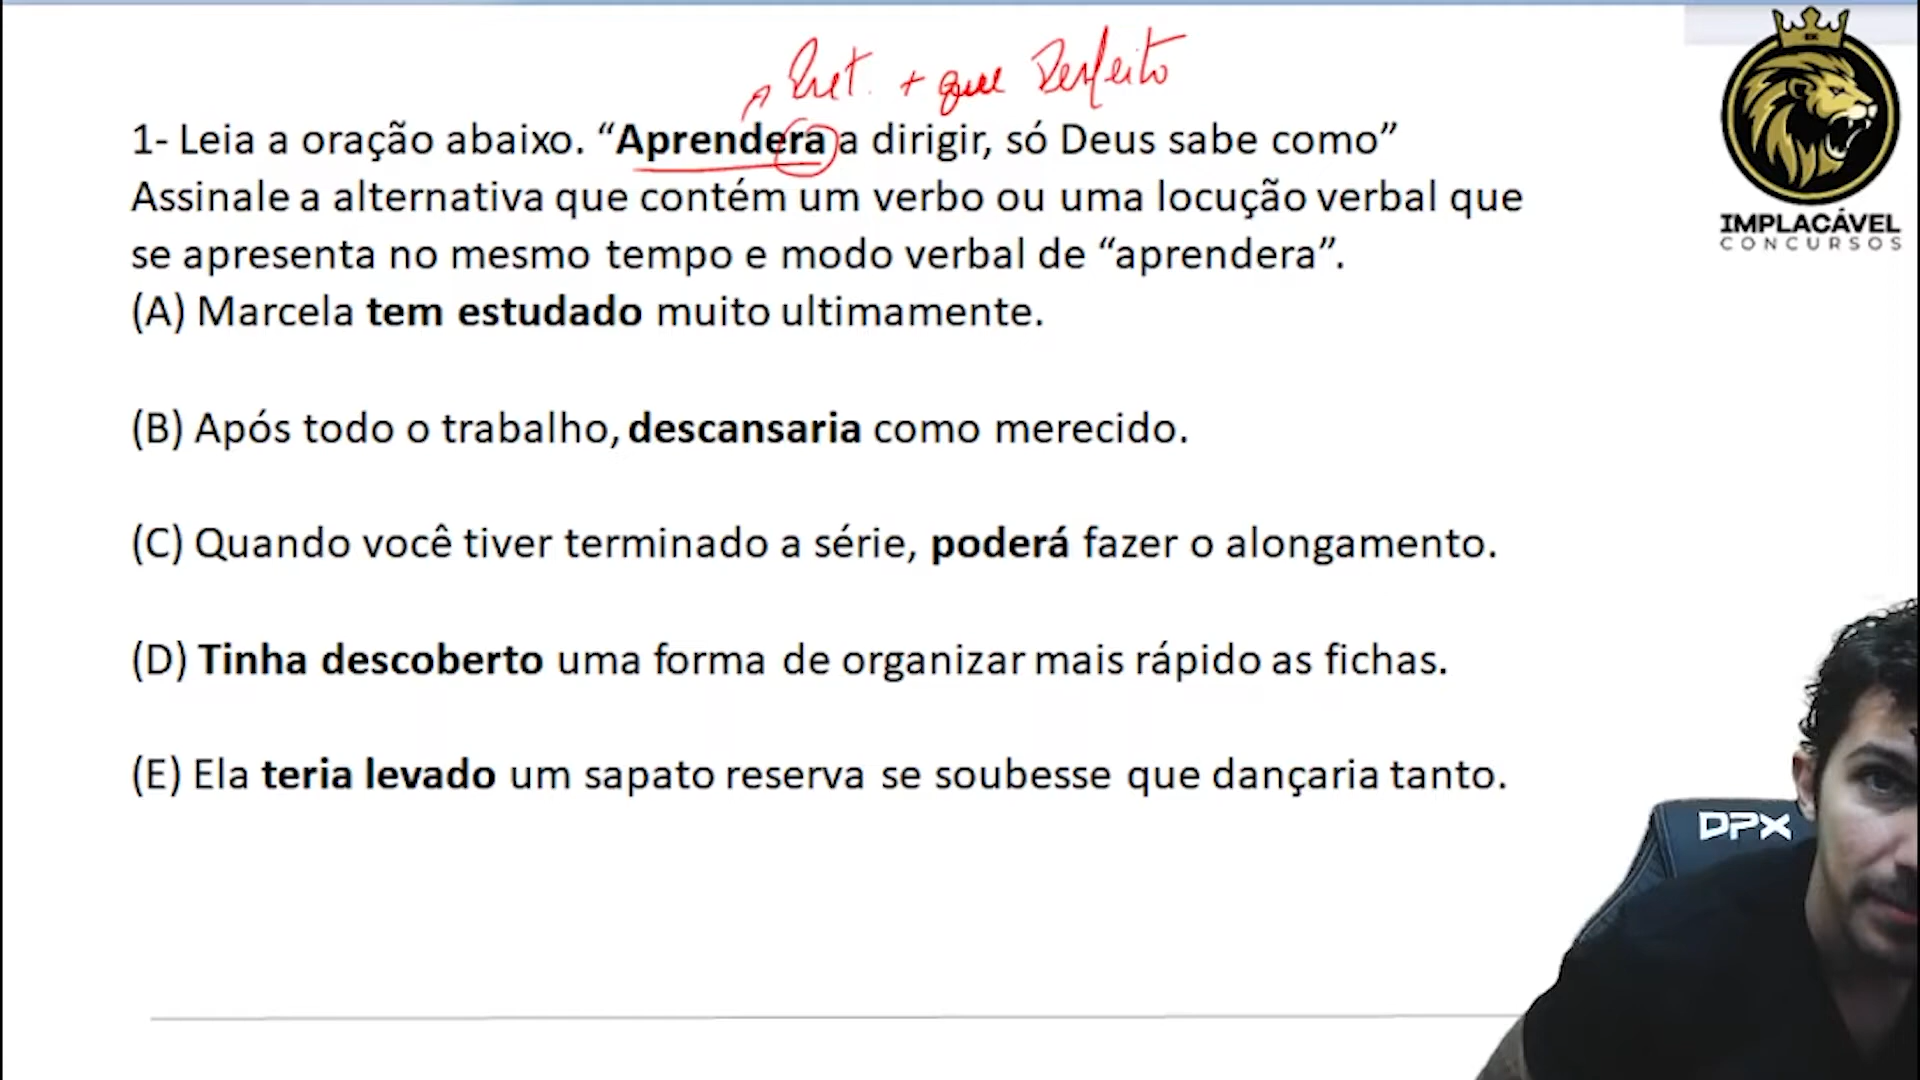 Pret. + que Perfeito
1- Leia a oração abaixo. “Aprendera a dirigir, só Deus sabe como”
Assinale a alternativa que contém um verbo ou uma locução verbal que
se apresenta no mesmo tempo e modo verbal de “aprendera”.
(A) Marcela tem estudado muito ultimamente.
(B) Após todo o trabalho, descansaria como merecido.
(C) Quando você tiver terminado a série, poderá fazer o alongamento.
(D) Tinha descoberto uma forma de organizar mais rápido as fichas.
(E) Ela teria levado um sapato reserva se soubesse que dançaria tanto.
IMPLACÁVEL
CONCURSOS
DPX